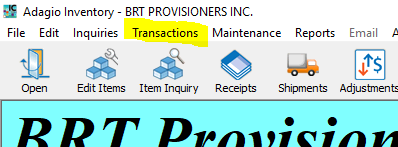 Adagio Inventory - BRT PROVISIONERS INC.
File Edit Inquiries Transactions Maintenance Reports Email A
Open Edit Items Item Inquiry Receipts Shipments Adjustments
BRT Provision